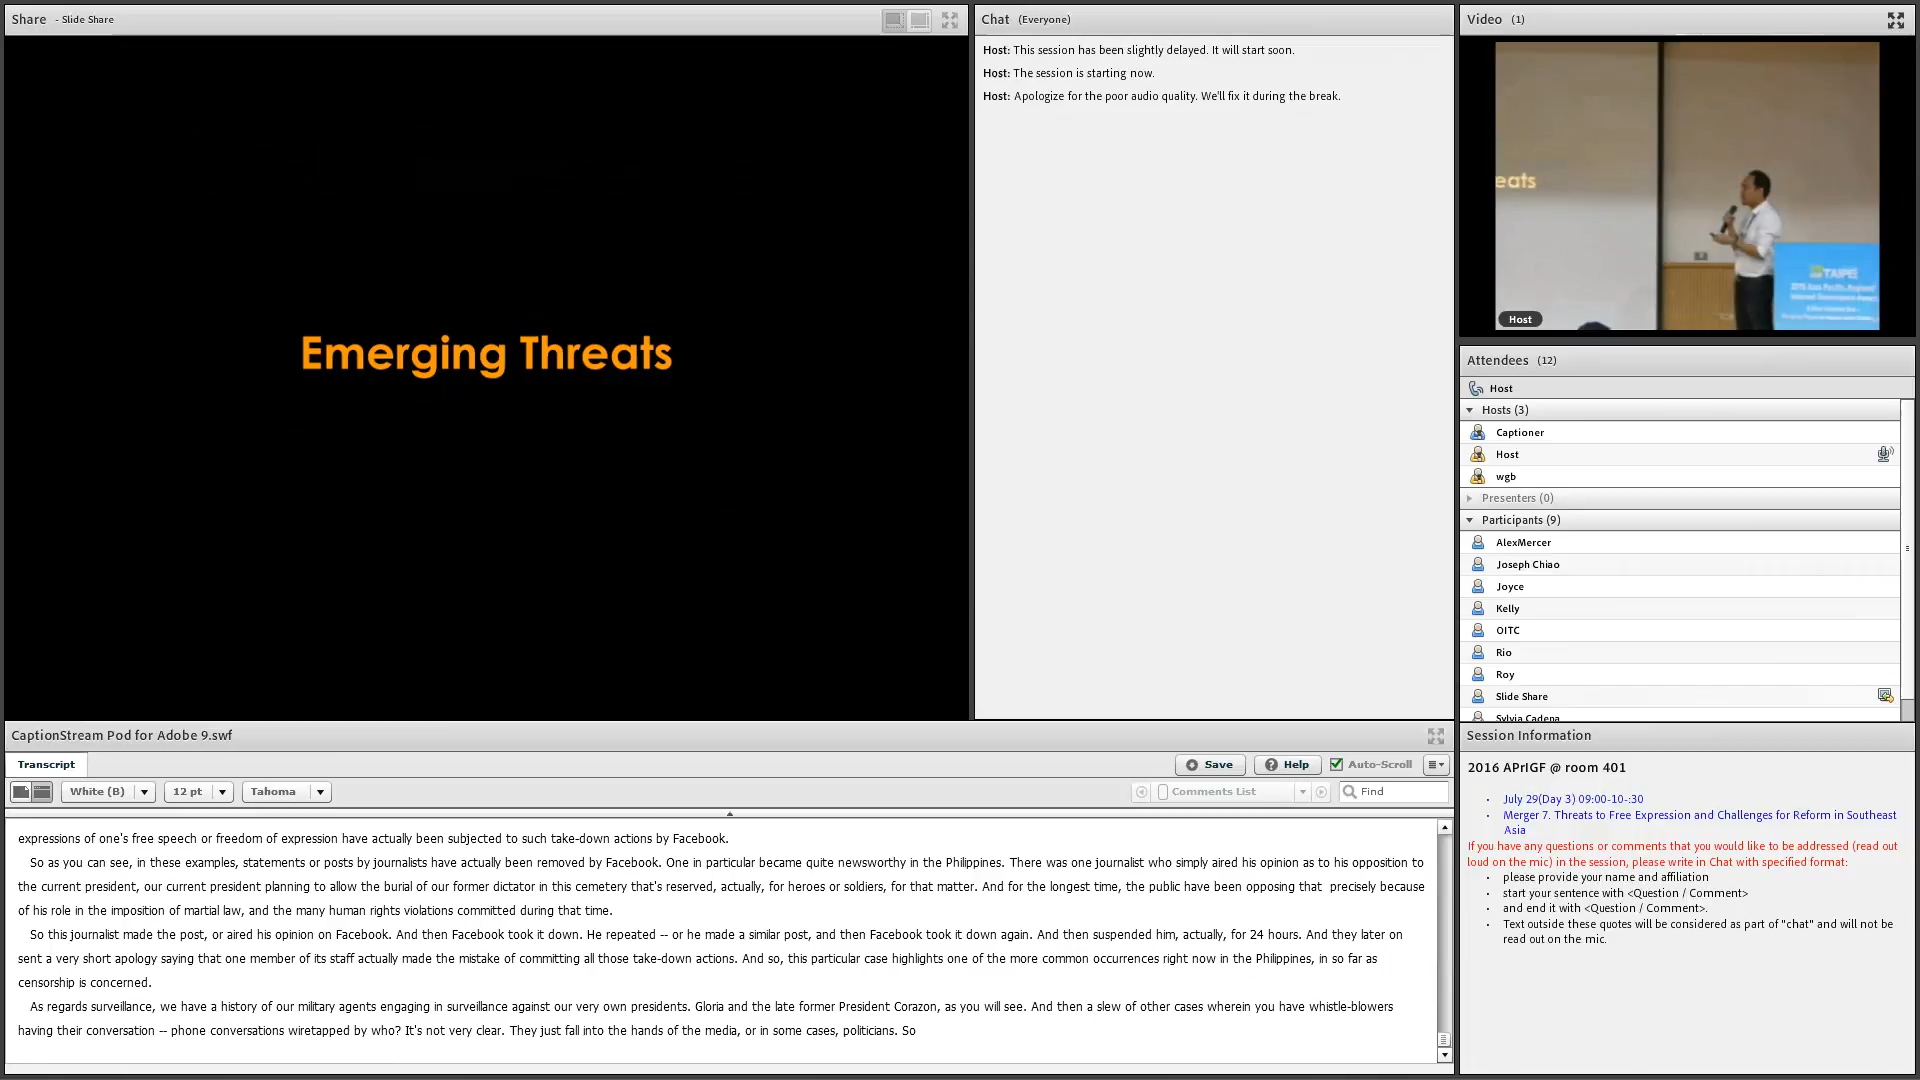 Share - Slide Share
Emerging Threats
Chat (Everyone)
Host: This session has been slightly delayed. It will start soon.
Host: The session is starting now.
Host: Apologize for the poor audio quality. We'll fix it during the break.
Video (1)
eats
TAIPEI
Host
Attendees (12)
Host
Hosts (3)
Captioner
Host
wgb
Presenters (0)
Participants (9)
AlexMercer
Joseph Chiao
Joyce
Kelly
OITC
Rio
Roy
Slide Share
Sylvia Cadena
CaptionStream Pod for Adobe 9.swf
Transcript
Save
Help
Auto-Scroll
White (B)
12 pt
Tahoma
Comments List
Find
expressions of one's free speech or freedom of expression have actually been subjected to such take-down actions by Facebook.
So as you can see, in these examples, statements or posts by journalists have actually been removed by Facebook. One in particular became quite newsworthy in the Philippines. There was one journalist who simply aired his opinion as to his opposition to
the current president, our current president planning to allow the burial of our former dictator in this cemetery that's reserved, actually, for heroes or soldiers, for that matter. And for the longest time, the public have been opposing that  precisely because
of his role in the imposition of martial law, and the many human rights violations committed during that time.
So this journalist made the post, or aired his opinion on Facebook. And then Facebook took it down. He repeated -- or he made a similar post, and then Facebook took it down again. And then suspended him, actually, for 24 hours. And they later on
sent a very short apology saying that one member of its staff actually made the mistake of committing all those take-down actions. And so, this particular case highlights one of the more common occurrences right now in the Philippines, in so far as
censorship is concerned.
As regards surveillance, we have a history of our military agents engaging in surveillance against our very own presidents. Gloria and the late former President Corazon, as you will see. And then a slew of other cases wherein you have whistle-blowers
having their conversation -- phone conversations wiretapped by who? It's not very clear. They just fall into the hands of the media, or in some cases, politicians. So
Session Information
2016 APrIGF @ room 401
• July 29(Day 3) 09:00-10-:30
• Merger 7. Threats to Free Expression and Challenges for Reform in Southeast
Asia
If you have any questions or comments that you would like to be addressed (read out
loud on the mic) in the session, please write in Chat with specified format:
• please provide your name and affiliation
• start your sentence with <Question / Comment>
• and end it with <Question / Comment>.
• Text outside these quotes will be considered as part of "chat" and will not be
read out on the mic.